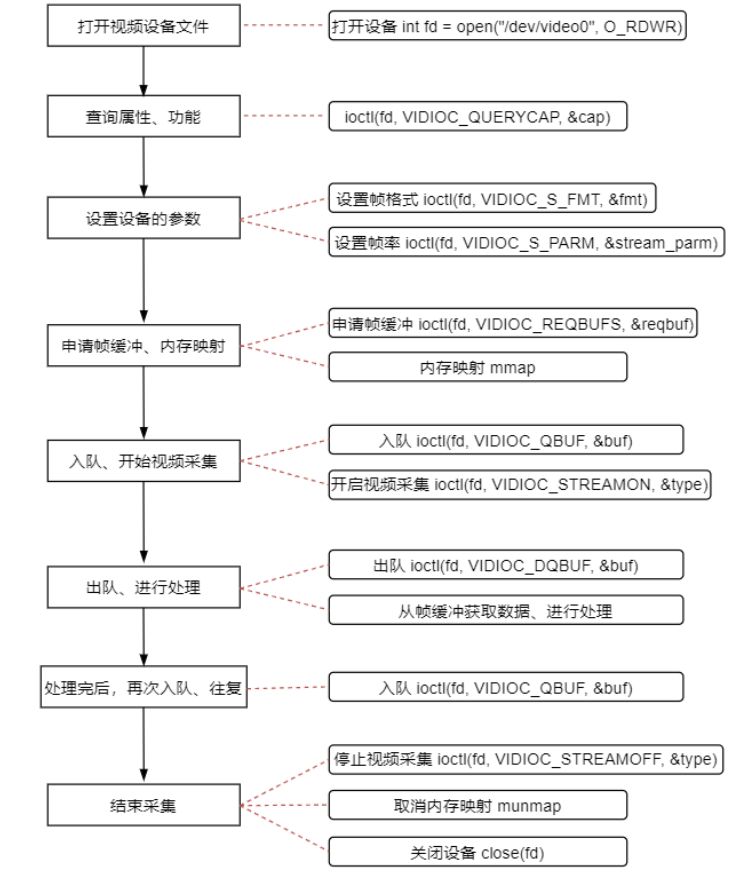 打开视频设备文件
打开设备 int fd = open("/dev/video0", O_RDWR)
查询属性、功能
ioctl(fd, VIDIOC_QUERYCAP, &cap)
设置设备的参数
设置帧格式 ioctl(fd, VIDIOC_S_FMT, &fmt)
设置帧率 ioctl(fd, VIDIOC_S_PARM, &stream_parm)
申请帧缓冲、内存映射
申请帧缓冲 ioctl(fd, VIDIOC_REQBUFS, &reqbuf)
内存映射 mmap
入队、开始视频采集
入队 ioctl(fd, VIDIOC_QBUF, &buf)
开启视频采集 ioctl(fd, VIDIOC_STREAMON, &type)
出队、进行处理
出队 ioctl(fd, VIDIOC_DQBUF, &buf)
从帧缓冲获取数据、进行处理
处理完后，再次入队、往复
入队 ioctl(fd, VIDIOC_QBUF, &buf)
结束采集
停止视频采集 ioctl(fd, VIDIOC_STREAMOFF, &type)
取消内存映射 munmap
关闭设备 close(fd)